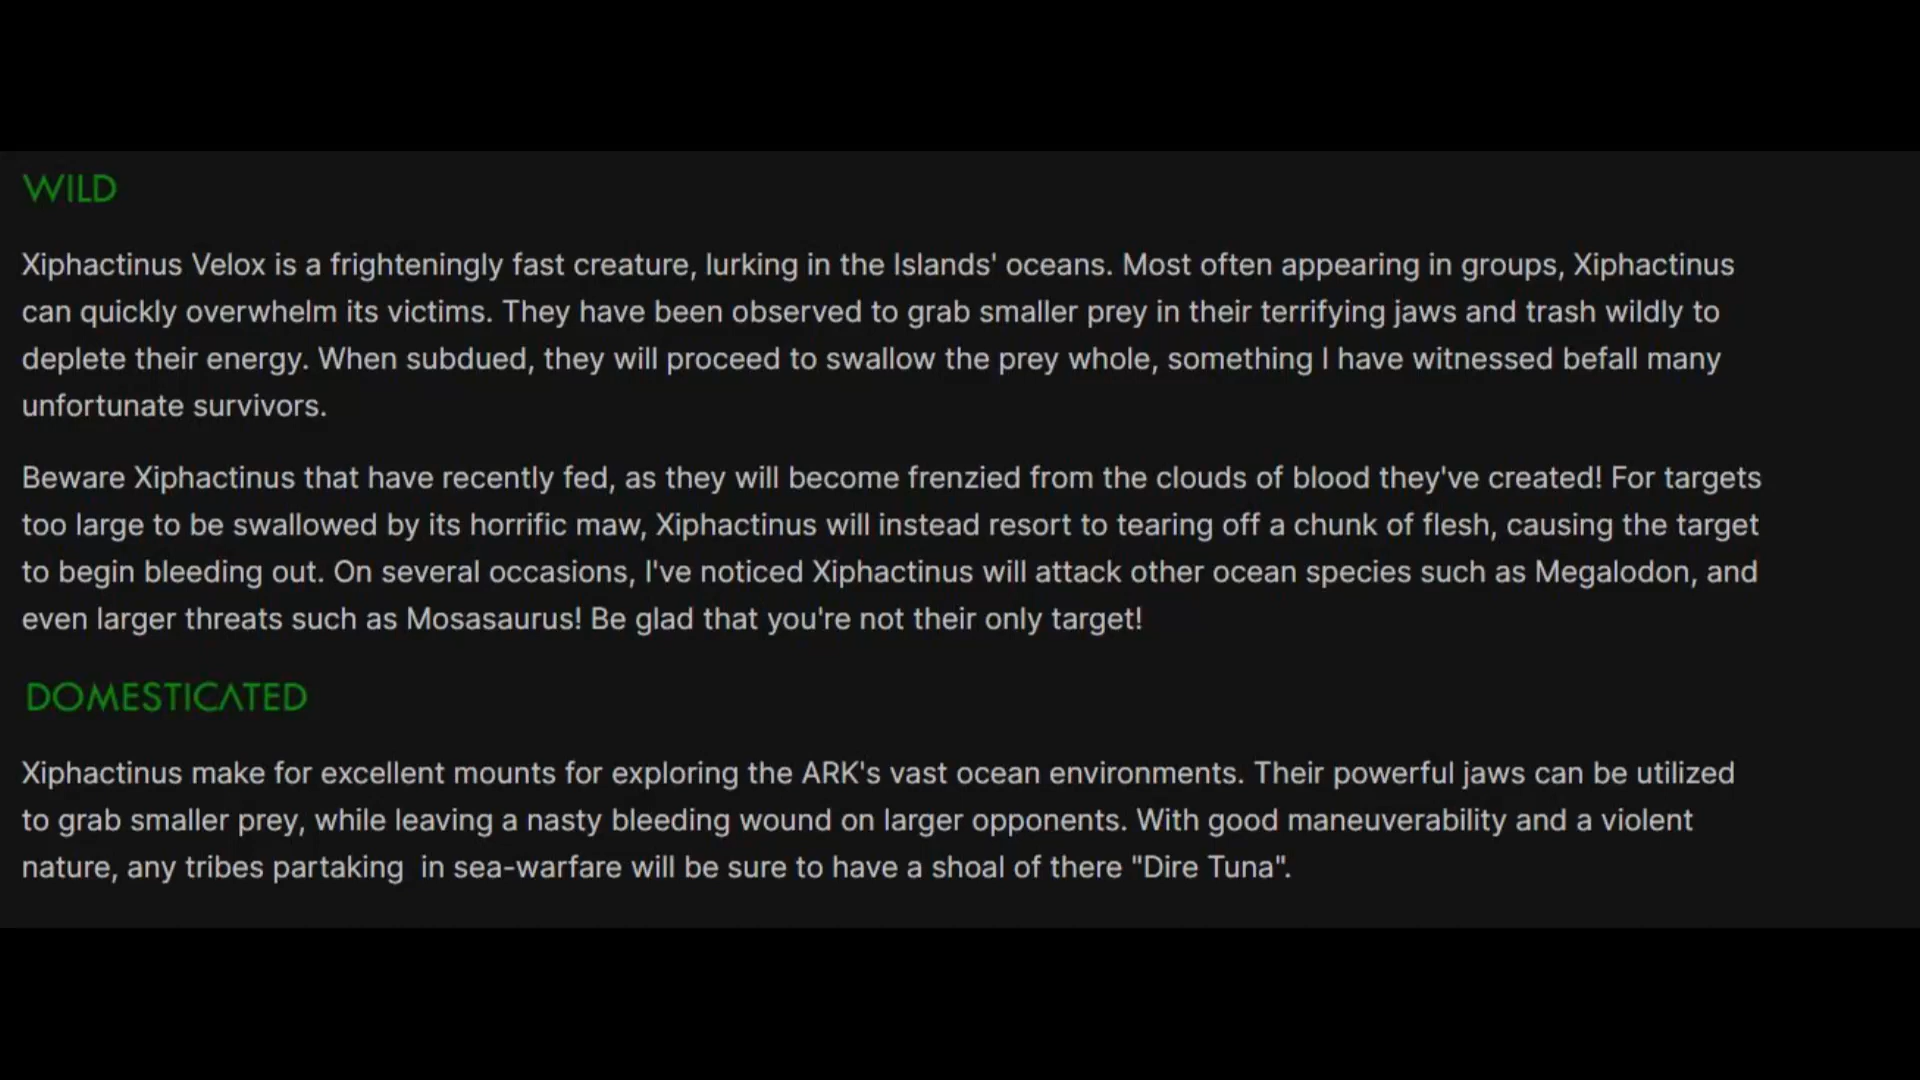 WILD
Xiphactinus Velox is a frighteningly fast creature, lurking in the Islands' oceans. Most often appearing in groups, Xiphactinus
can quickly overwhelm its victims. They have been observed to grab smaller prey in their terrifying jaws and trash wildly to
deplete their energy. When subdued, they will proceed to swallow the prey whole, something I have witnessed befall many
unfortunate survivors.
Beware Xiphactinus that have recently fed, as they will become frenzied from the clouds of blood they've created! For targets
too large to be swallowed by its horrific maw, Xiphactinus will instead resort to tearing off a chunk of flesh, causing the target
to begin bleeding out. On several occasions, I've noticed Xiphactinus will attack other ocean species such as Megalodon, and
even larger threats such as Mosasaurus! Be glad that you're not their only target!
DOMESTICATED
Xiphactinus make for excellent mounts for exploring the ARK's vast ocean environments. Their powerful jaws can be utilized
to grab smaller prey, while leaving a nasty bleeding wound on larger opponents. With good maneuverability and a violent
nature, any tribes partaking  in sea-warfare will be sure to have a shoal of there "Dire Tuna".